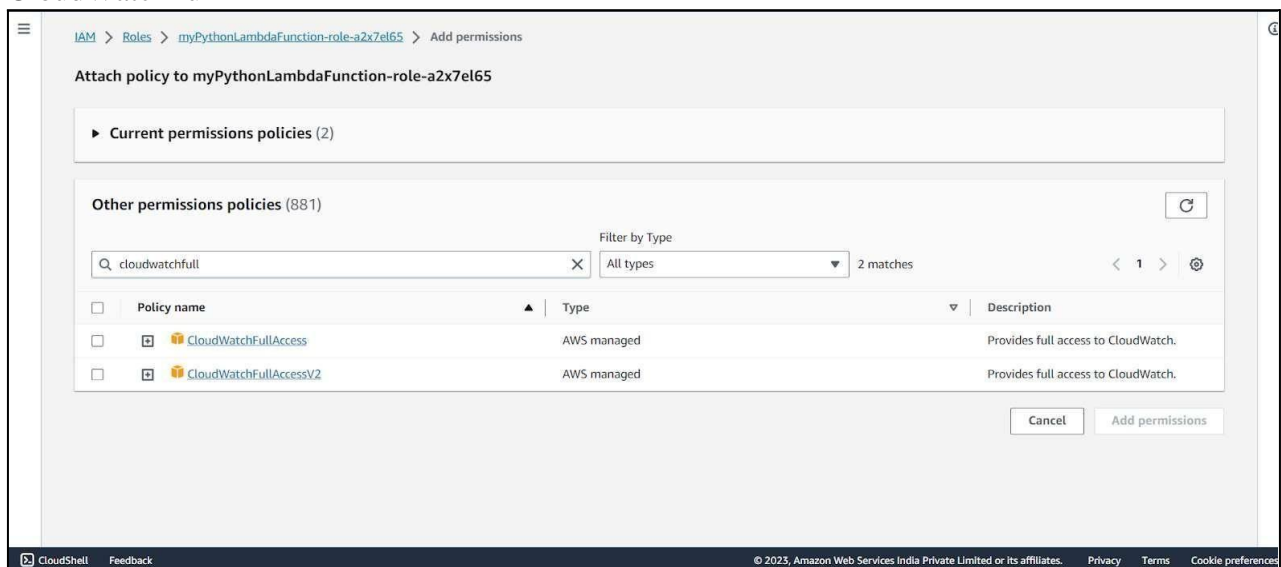 IAM > Roles > myPythonLambdaFunction-role-a2x7el65 > Add permissions
Attach policy to myPythonLambdaFunction-role-a2x7el65
Current permissions policies (2)
Other permissions policies (881)
Filter by Type
cloudwatchfull All types 2 matches < 1 >
Policy name Type Description
CloudWatchFullAccess AWS managed Provides full access to CloudWatch.
CloudWatchFullAccessV2 AWS managed Provides full access to CloudWatch.
Cancel Add permissions
CloudShell Feedback © 2023, Amazon Web Services India Private Limited or its affiliates. Privacy Terms Cookie preferences